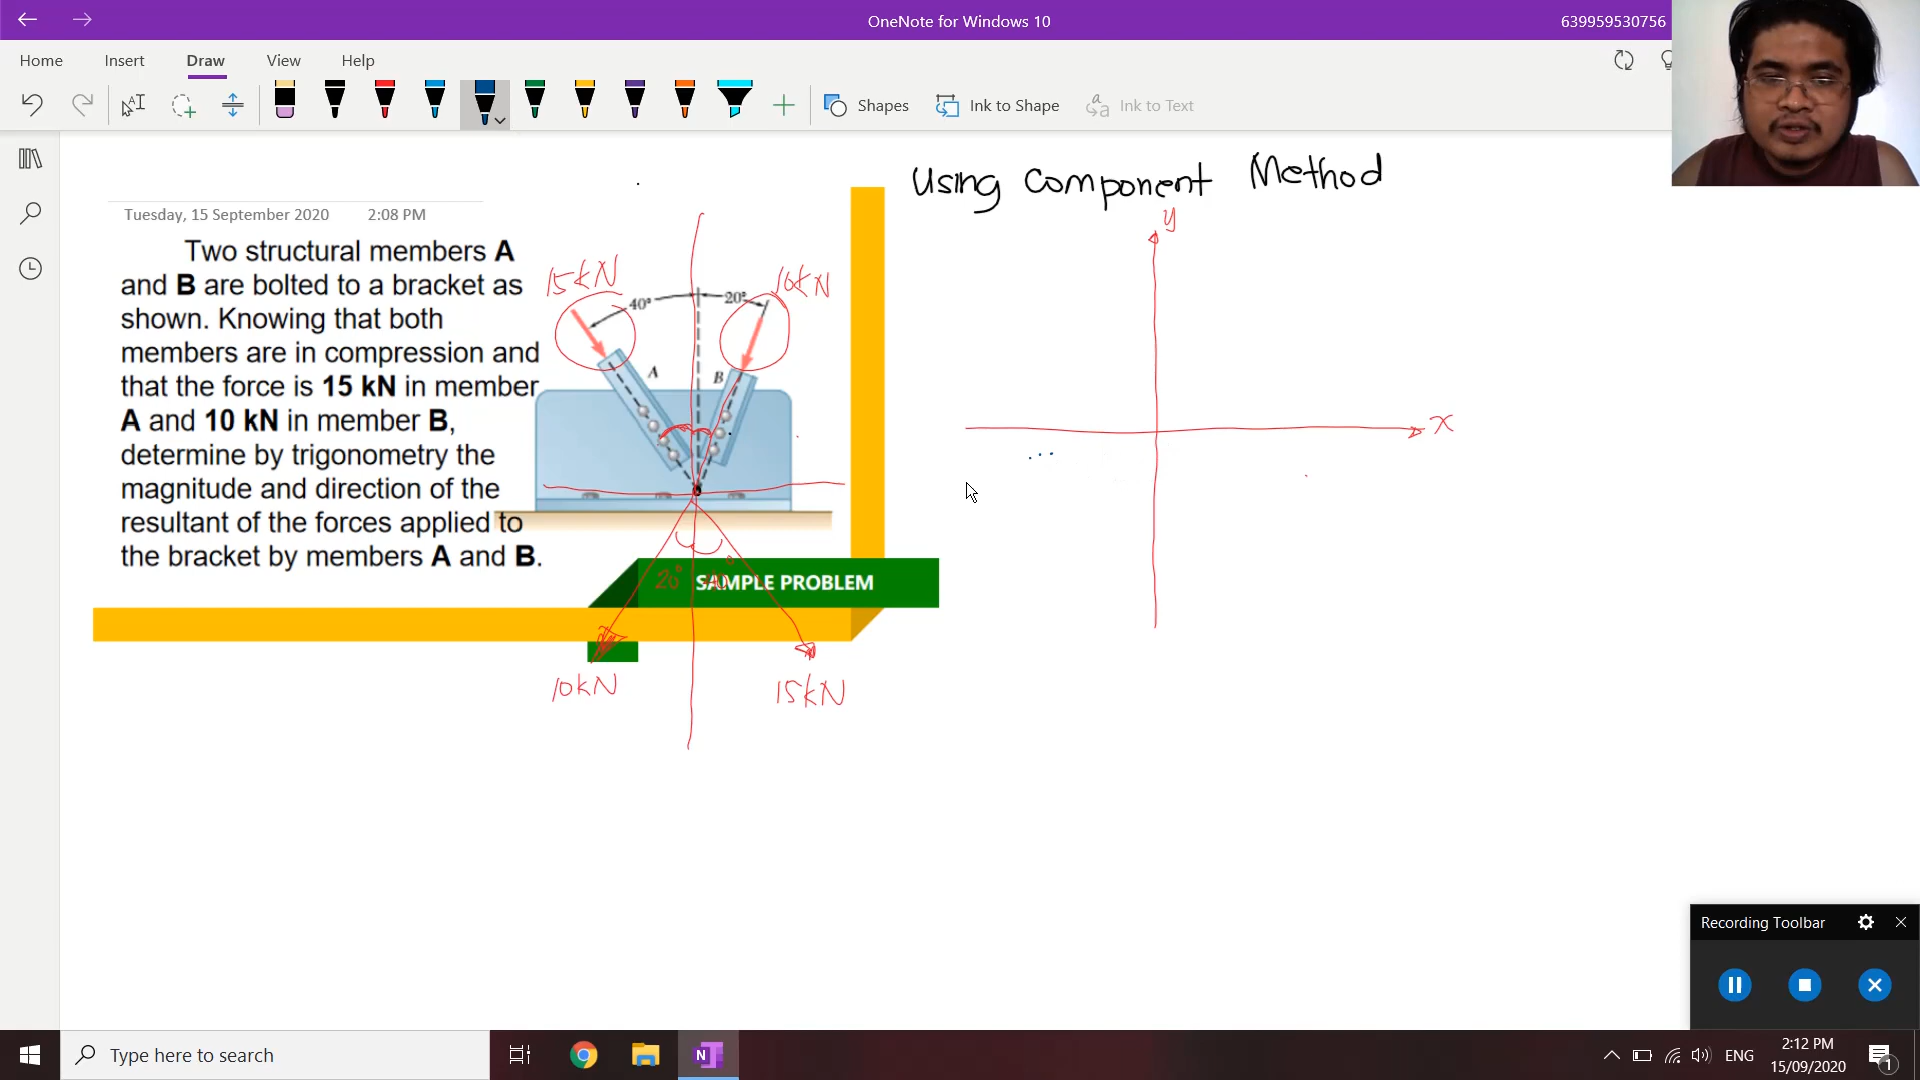 OneNote for Windows 10
639959530756
Home Insert Draw View Help
Shapes Ink to Shape Ink to Text
Using Component Method
Tuesday, 15 September 2020 2:08 PM
Two structural members A
and B are bolted to a bracket as
shown. Knowing that both
members are in compression and
that the force is 15 kN in member
A and 10 kN in member B,
determine by trigonometry the
magnitude and direction of the
resultant of the forces applied to
the bracket by members A and B.
15kN
10kN
40°
20°
A
B
20°
40°
SAMPLE PROBLEM
10kN
15kN
y
x
Recording Toolbar
Type here to search
N
ENG
2:12 PM
15/09/2020
1